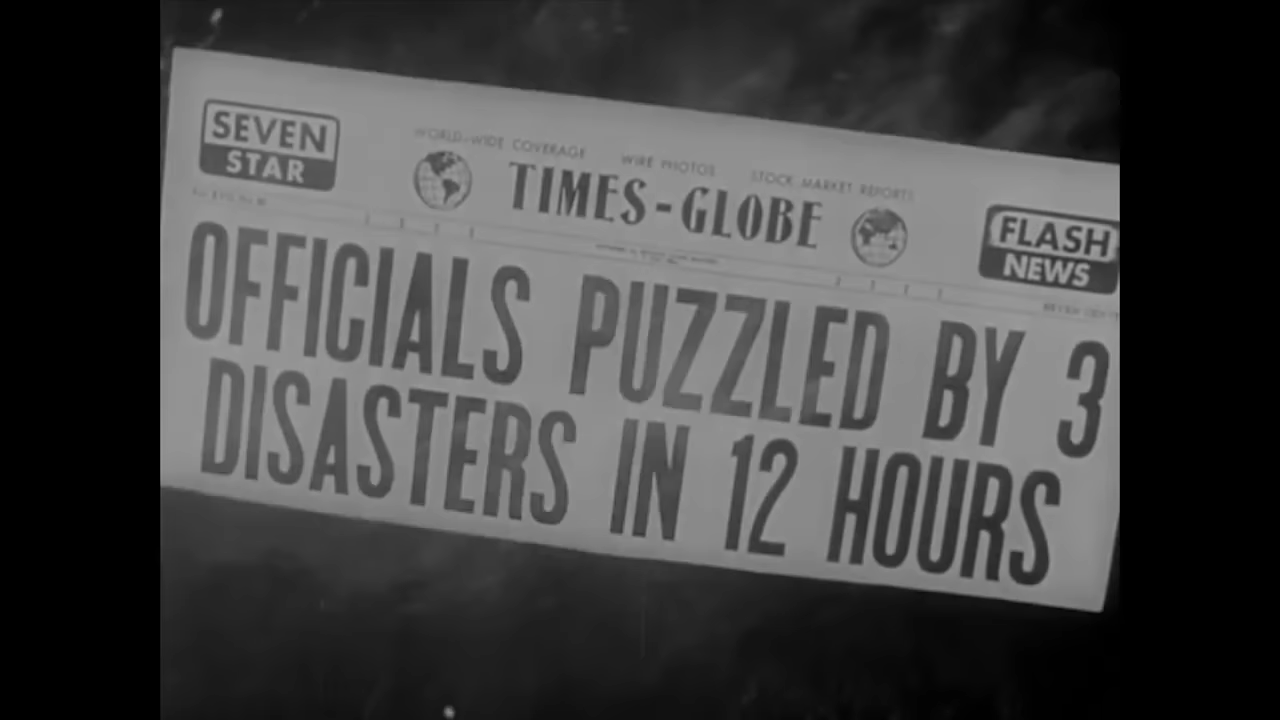 SEVEN
STAR
WORLD-WIDE COVERAGE WIRE PHOTOS STOCK MARKET REPORTS
TIMES-GLOBE
FLASH
NEWS
OFFICIALS PUZZLED BY 3
DISASTERS IN 12 HOURS